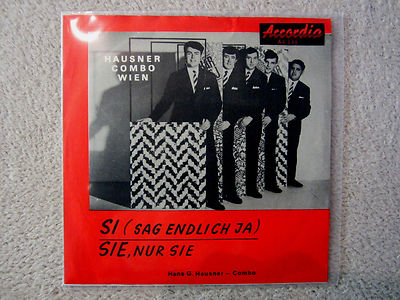 Accordia
HAUSNER
COMBO
WIEN
SI (SAG ENDLICH JA)
SIE, NUR SIE
Hans G. Hausner - Combo